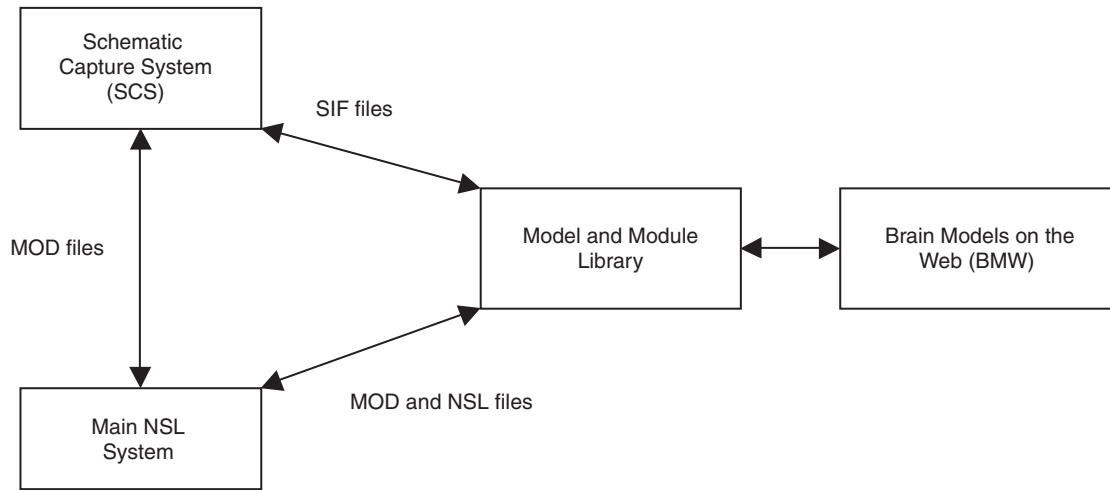 Schematic
Capture System
(SCS)
SIF files
MOD files
Model and Module
Library
Brain Models on the
Web (BMW)
MOD and NSL files
Main NSL
System